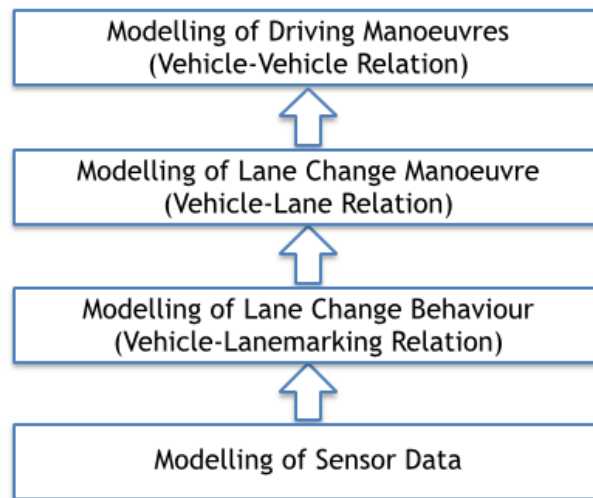 Modelling of Driving Manoeuvres
(Vehicle-Vehicle Relation)
Modelling of Lane Change Manoeuvre
(Vehicle-Lane Relation)
Modelling of Lane Change Behaviour
(Vehicle-Lanemarking Relation)
Modelling of Sensor Data